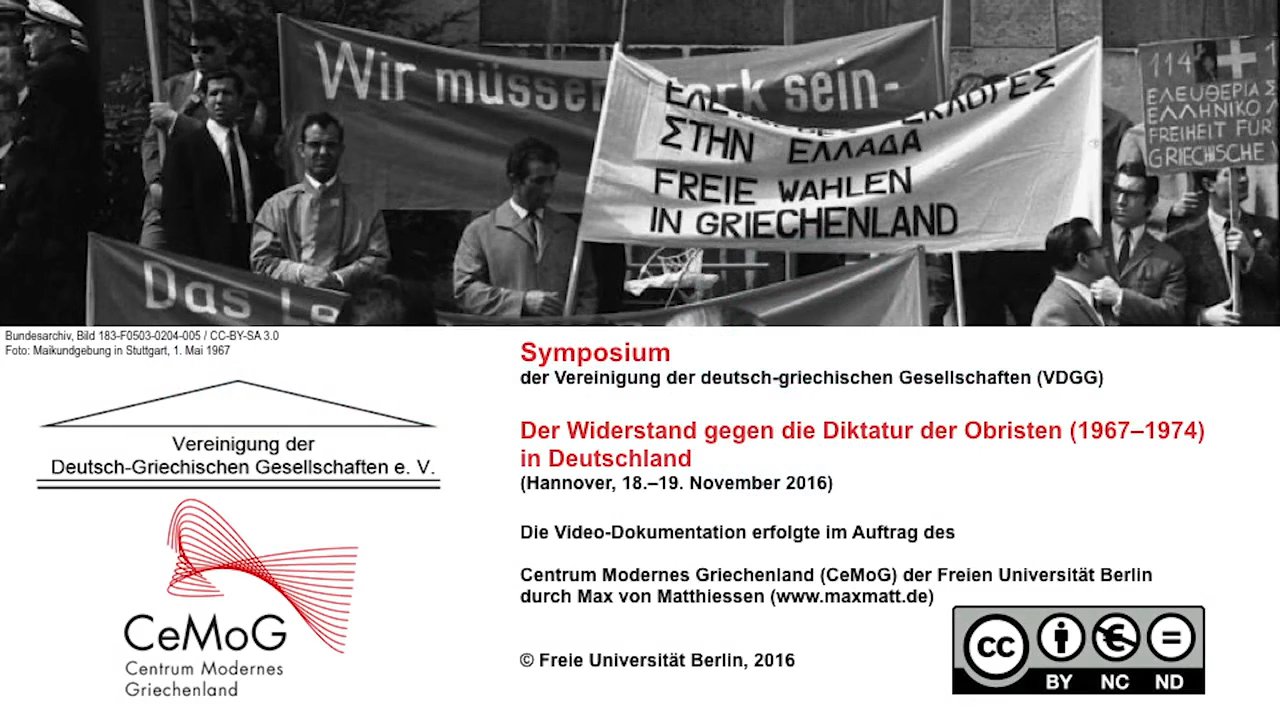 Wir müssen stark sein -
ΣΤΗΝ ΕΛΛΑΔΑ
FREIE WAHLEN
IN GRIECHENLAND
114
ΕΛΕΥΘΕΡΙΑ Σ
ΕΛΛΗΝΙΚΟ Λ
FREIHEIT FÜR
GRIECHISCHE
Das
Bundesarchiv, Bild 183-F0503-0204-005 / CC-BY-SA 3.0
Foto: Maikundgebung in Stuttgart, 1. Mai 1967
Vereinigung der
Deutsch-Griechischen Gesellschaften e. V.
CeMoG
Centrum Modernes
Griechenland
Symposium
der Vereinigung der deutsch-griechischen Gesellschaften (VDGG)
Der Widerstand gegen die Diktatur der Obristen (1967–1974)
in Deutschland
(Hannover, 18.–19. November 2016)
Die Video-Dokumentation erfolgte im Auftrag des
Centrum Modernes Griechenland (CeMoG) der Freien Universität Berlin
durch Max von Matthiessen (www.maxmatt.de)
© Freie Universität Berlin, 2016
cc
BY NC ND